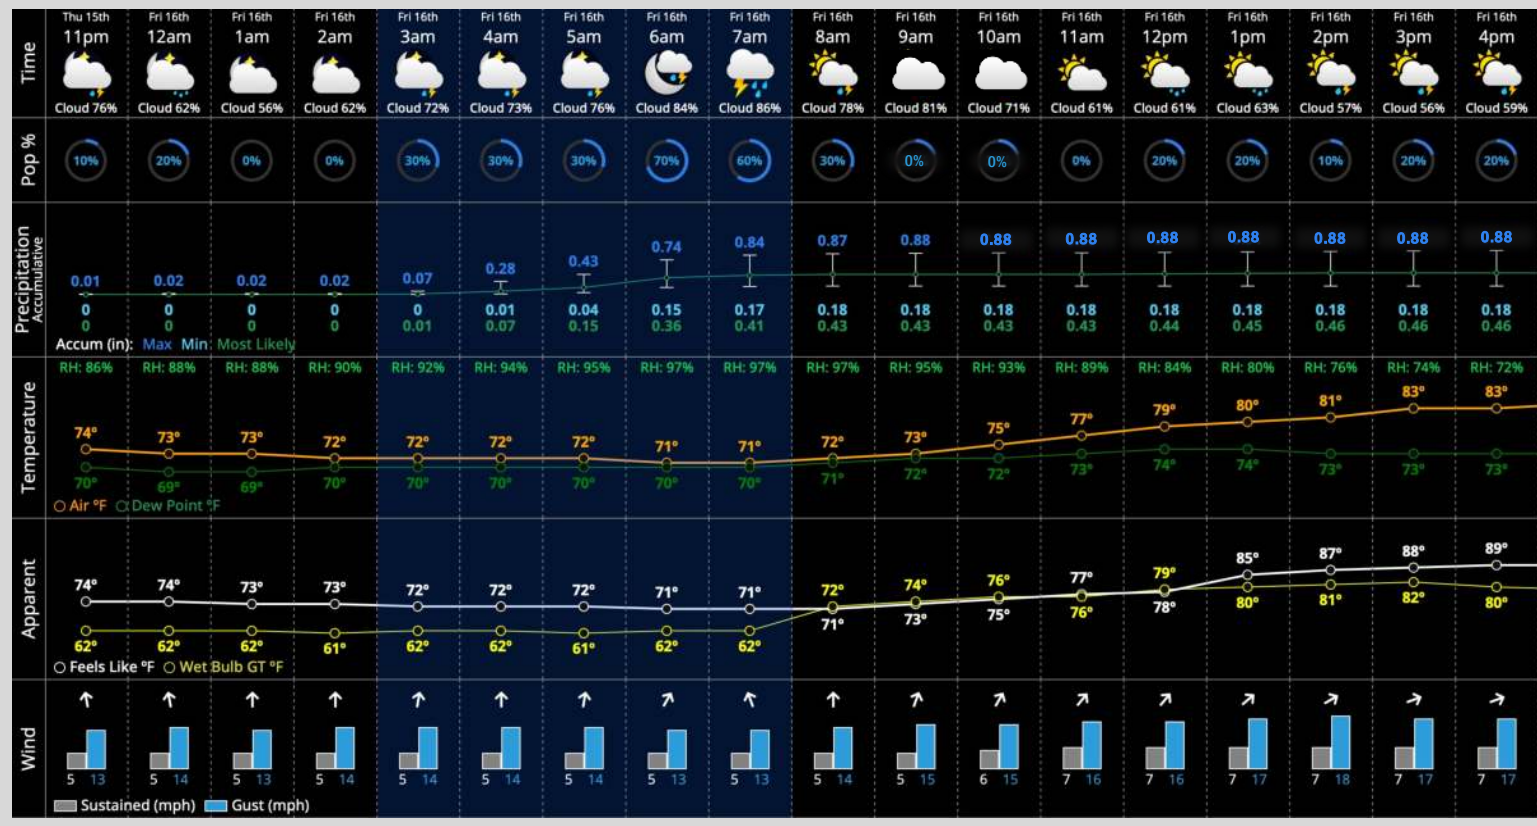 Thu 15th Fri 16th Fri 16th Fri 16th Fri 16th Fri 16th Fri 16th Fri 16th Fri 16th Fri 16th Fri 16th Fri 16th Fri 16th Fri 16th Fri 16th Fri 16th Fri 16th Fri 16th
Time
11pm 12am 1am 2am 3am 4am 5am 6am 7am 8am 9am 10am 11am 12pm 1pm 2pm 3pm 4pm
Cloud 76% Cloud 62% Cloud 56% Cloud 62% Cloud 72% Cloud 73% Cloud 76% Cloud 84% Cloud 86% Cloud 78% Cloud 81% Cloud 71% Cloud 61% Cloud 61% Cloud 63% Cloud 57% Cloud 56% Cloud 59%
Pop %
10% 20% 0% 0% 30% 30% 30% 70% 60% 30% 0% 0% 0% 20% 20% 10% 20% 20%
Precipitation
Accumulative
0.01 0.02 0.02 0.02 0.07 0.28 0.43 0.74 0.84 0.87 0.88 0.88 0.88 0.88 0.88 0.88 0.88 0.88
0 0 0 0 0 0.01 0.04 0.15 0.17 0.18 0.18 0.18 0.18 0.18 0.18 0.18 0.18 0.18
0 0 0 0 0.01 0.07 0.15 0.36 0.41 0.43 0.43 0.43 0.43 0.44 0.45 0.46 0.46 0.46
Accum (in): Max Min Most Likely
Temperature
RH: 86% RH: 88% RH: 88% RH: 90% RH: 92% RH: 94% RH: 95% RH: 97% RH: 97% RH: 97% RH: 95% RH: 93% RH: 89% RH: 84% RH: 80% RH: 76% RH: 74% RH: 72%
74° 73° 73° 72° 72° 72° 72° 71° 71° 72° 73° 75° 77° 79° 80° 81° 83° 83°
70° 69° 69° 70° 70° 70° 70° 70° 70° 71° 72° 72° 73° 74° 74° 73° 73° 73°
Air °F Dew Point °F
Apparent
74° 74° 73° 73° 72° 72° 72° 71° 71° 72° 74° 76° 77° 79° 85° 87° 88° 89°
62° 62° 62° 61° 62° 62° 61° 62° 62° 71° 73° 75° 76° 78° 80° 81° 82° 80°
Feels Like °F Wet Bulb GT °F
Wind
5 13 5 14 5 13 5 14 5 14 5 14 5 14 5 13 5 13 5 14 5 15 6 15 7 16 7 16 7 17 7 18 7 17 7 17
Sustained (mph) Gust (mph)